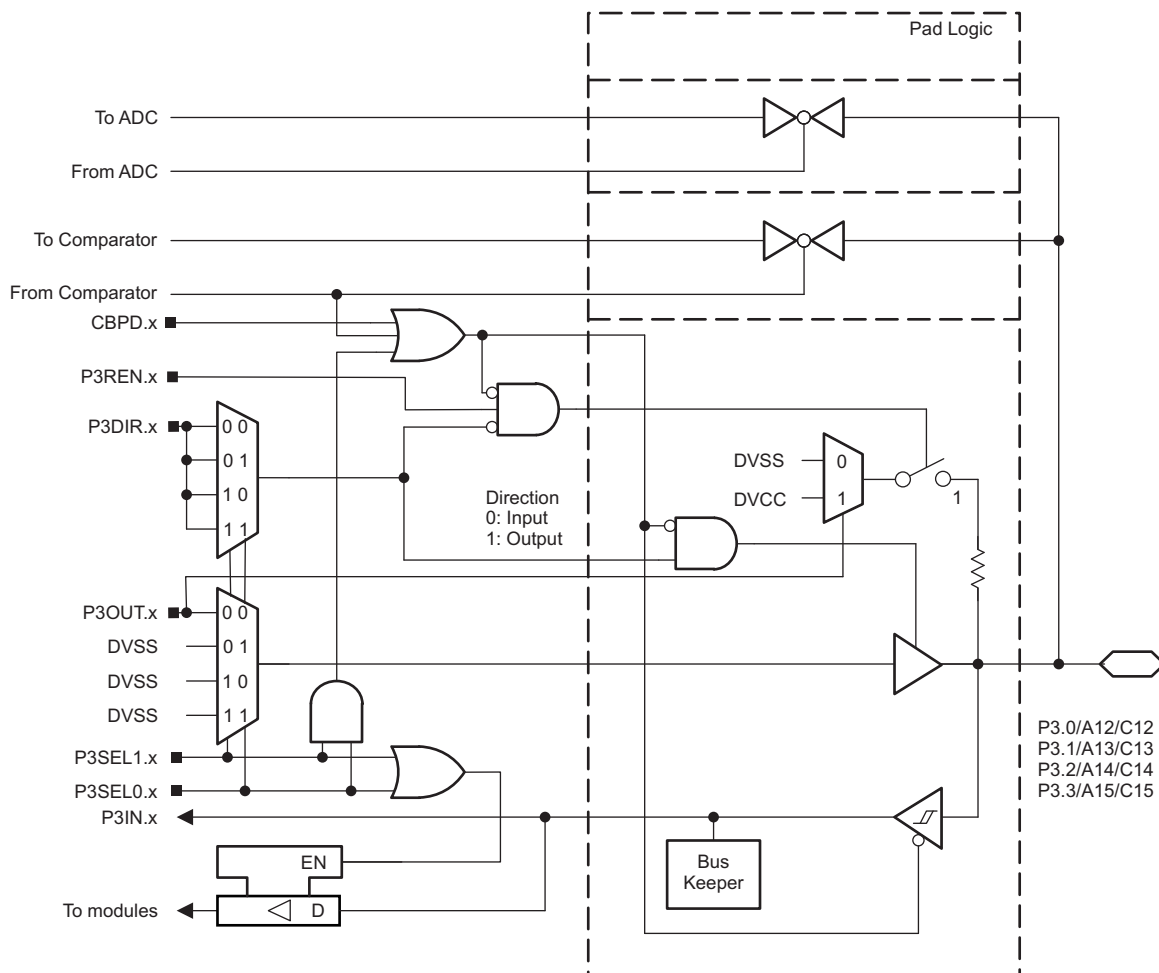 Pad Logic
To ADC
From ADC
To Comparator
From Comparator
CBPD.x
P3REN.x
P3DIR.x
0 0
0 1
1 0
1 1
Direction
0: Input
1: Output
DVSS
DVCC
0
1
1
P3OUT.x
DVSS
DVSS
DVSS
0 0
0 1
1 0
1 1
P3SEL1.x
P3SEL0.x
P3IN.x
EN
D
To modules
Bus
Keeper
P3.0/A12/C12
P3.1/A13/C13
P3.2/A14/C14
P3.3/A15/C15